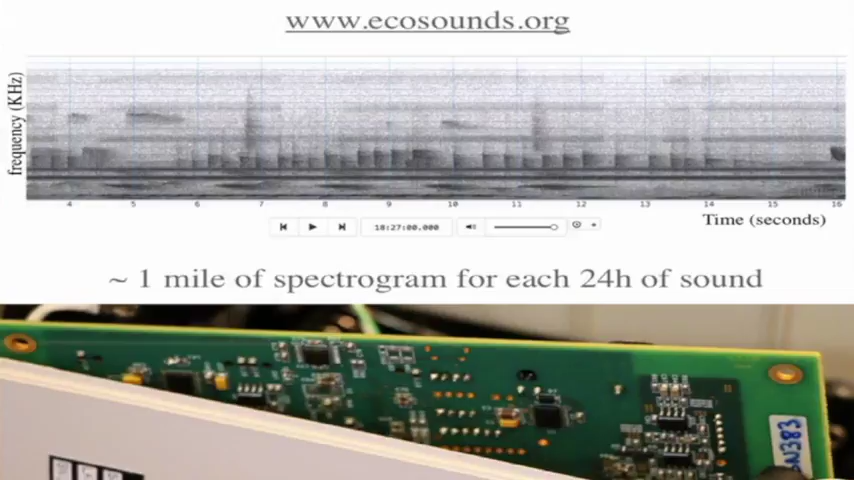 www.ecosounds.org
frequency (KHz)
4 5 6 7 8 9 10 11 12 13 14 15 16
Time (seconds)
18:27:00.000
~ 1 mile of spectrogram for each 24h of sound
SN383